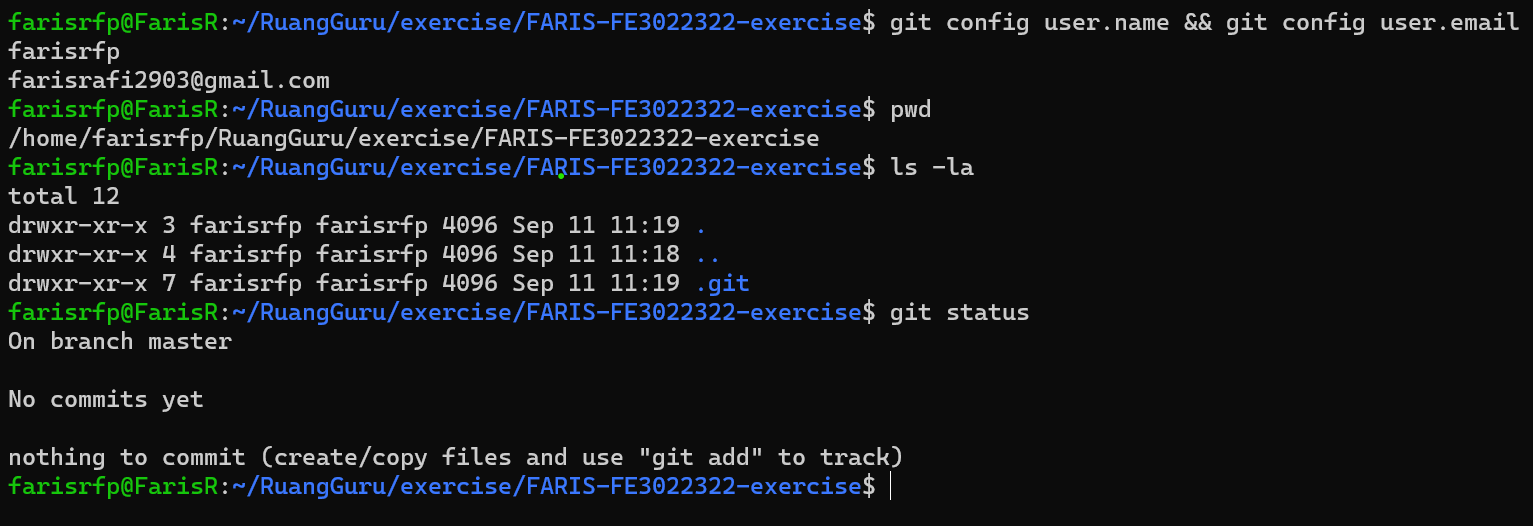 farisrfp@FarisR:~/RuangGuru/exercise/FARIS-FE3022322-exercise$ git config user.name && git config user.email
farisrfp
farisrafi2903@gmail.com
farisrfp@FarisR:~/RuangGuru/exercise/FARIS-FE3022322-exercise$ pwd
/home/farisrfp/RuangGuru/exercise/FARIS-FE3022322-exercise
farisrfp@FarisR:~/RuangGuru/exercise/FARIS-FE3022322-exercise$ ls -la
total 12
drwxr-xr-x 3 farisrfp farisrfp 4096 Sep 11 11:19 .
drwxr-xr-x 4 farisrfp farisrfp 4096 Sep 11 11:18 ..
drwxr-xr-x 7 farisrfp farisrfp 4096 Sep 11 11:19 .git
farisrfp@FarisR:~/RuangGuru/exercise/FARIS-FE3022322-exercise$ git status
On branch master
No commits yet
nothing to commit (create/copy files and use "git add" to track)
farisrfp@FarisR:~/RuangGuru/exercise/FARIS-FE3022322-exercise$